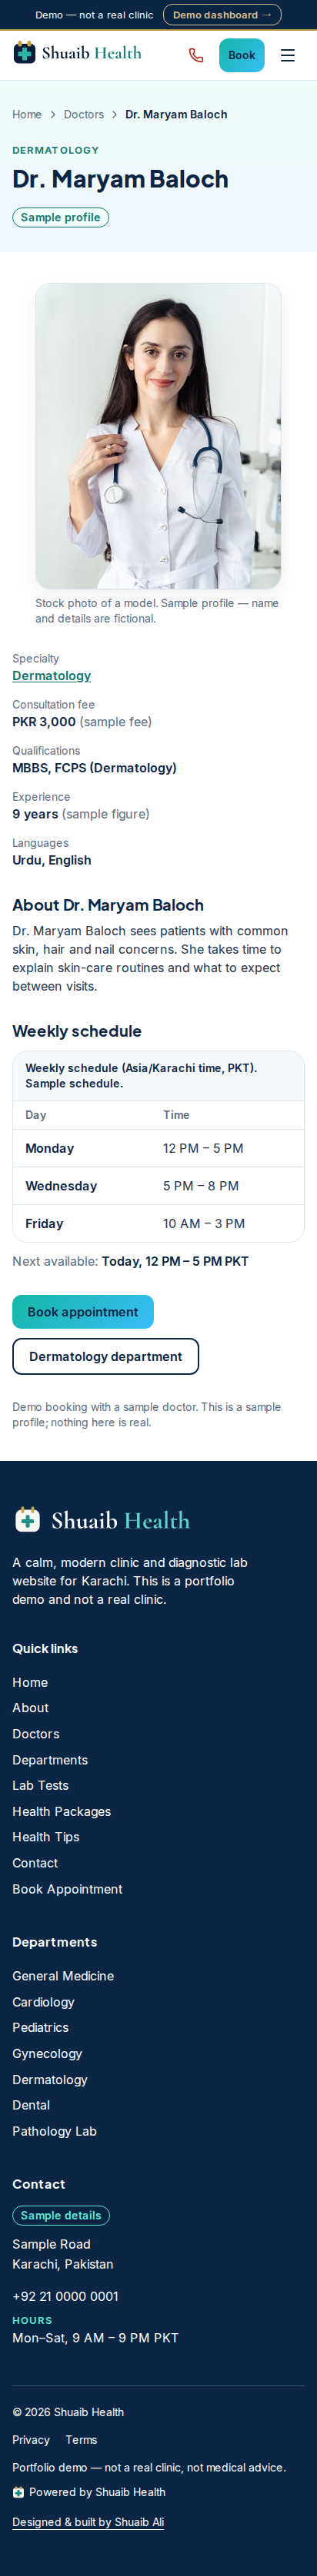 Demo — not a real clinic Demo dashboard →
Shuaib Health Book
Home > Doctors > Dr. Maryam Baloch
DERMATOLOGY
Dr. Maryam Baloch
Sample profile
Stock photo of a model. Sample profile — name
and details are fictional.
Specialty
Dermatology
Consultation fee
PKR 3,000 (sample fee)
Qualifications
MBBS, FCPS (Dermatology)
Experience
9 years (sample figure)
Languages
Urdu, English
About Dr. Maryam Baloch
Dr. Maryam Baloch sees patients with common
skin, hair and nail concerns. She takes time to
explain skin-care routines and what to expect
between visits.
Weekly schedule
Weekly schedule (Asia/Karachi time, PKT).
Sample schedule.
Day Time
Monday 12 PM – 5 PM
Wednesday 5 PM – 8 PM
Friday 10 AM – 3 PM
Next available: Today, 12 PM – 5 PM PKT
Book appointment
Dermatology department
Demo booking with a sample doctor. This is a sample
profile; nothing here is real.
Shuaib Health
A calm, modern clinic and diagnostic lab
website for Karachi. This is a portfolio
demo and not a real clinic.
Quick links
Home
About
Doctors
Departments
Lab Tests
Health Packages
Health Tips
Contact
Book Appointment
Departments
General Medicine
Cardiology
Pediatrics
Gynecology
Dermatology
Dental
Pathology Lab
Contact
Sample details
Sample Road
Karachi, Pakistan
+92 21 0000 0001
HOURS
Mon–Sat, 9 AM – 9 PM PKT
© 2026 Shuaib Health
Privacy Terms
Portfolio demo — not a real clinic, not medical advice.
Powered by Shuaib Health
Designed & built by Shuaib Ali